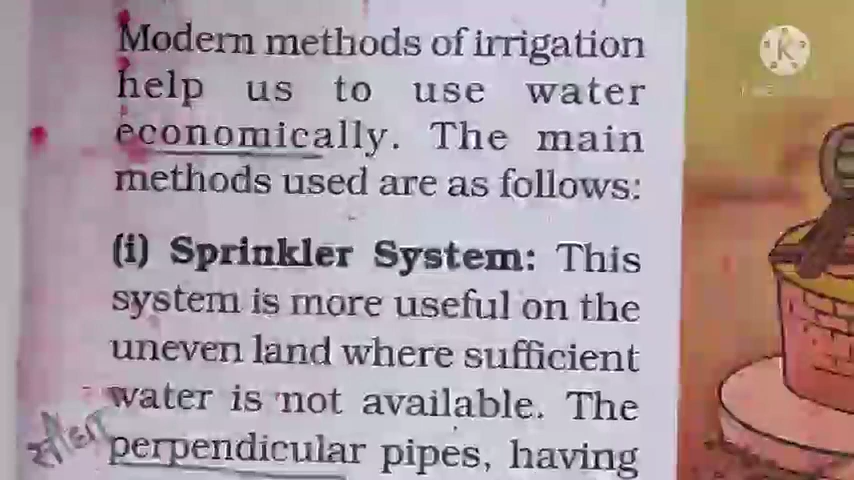 Modern methods of irrigation
help us to use water
economically. The main
methods used are as follows:
(i) Sprinkler System: This
system is more useful on the
uneven land where sufficient
water is not available. The
perpendicular pipes, having